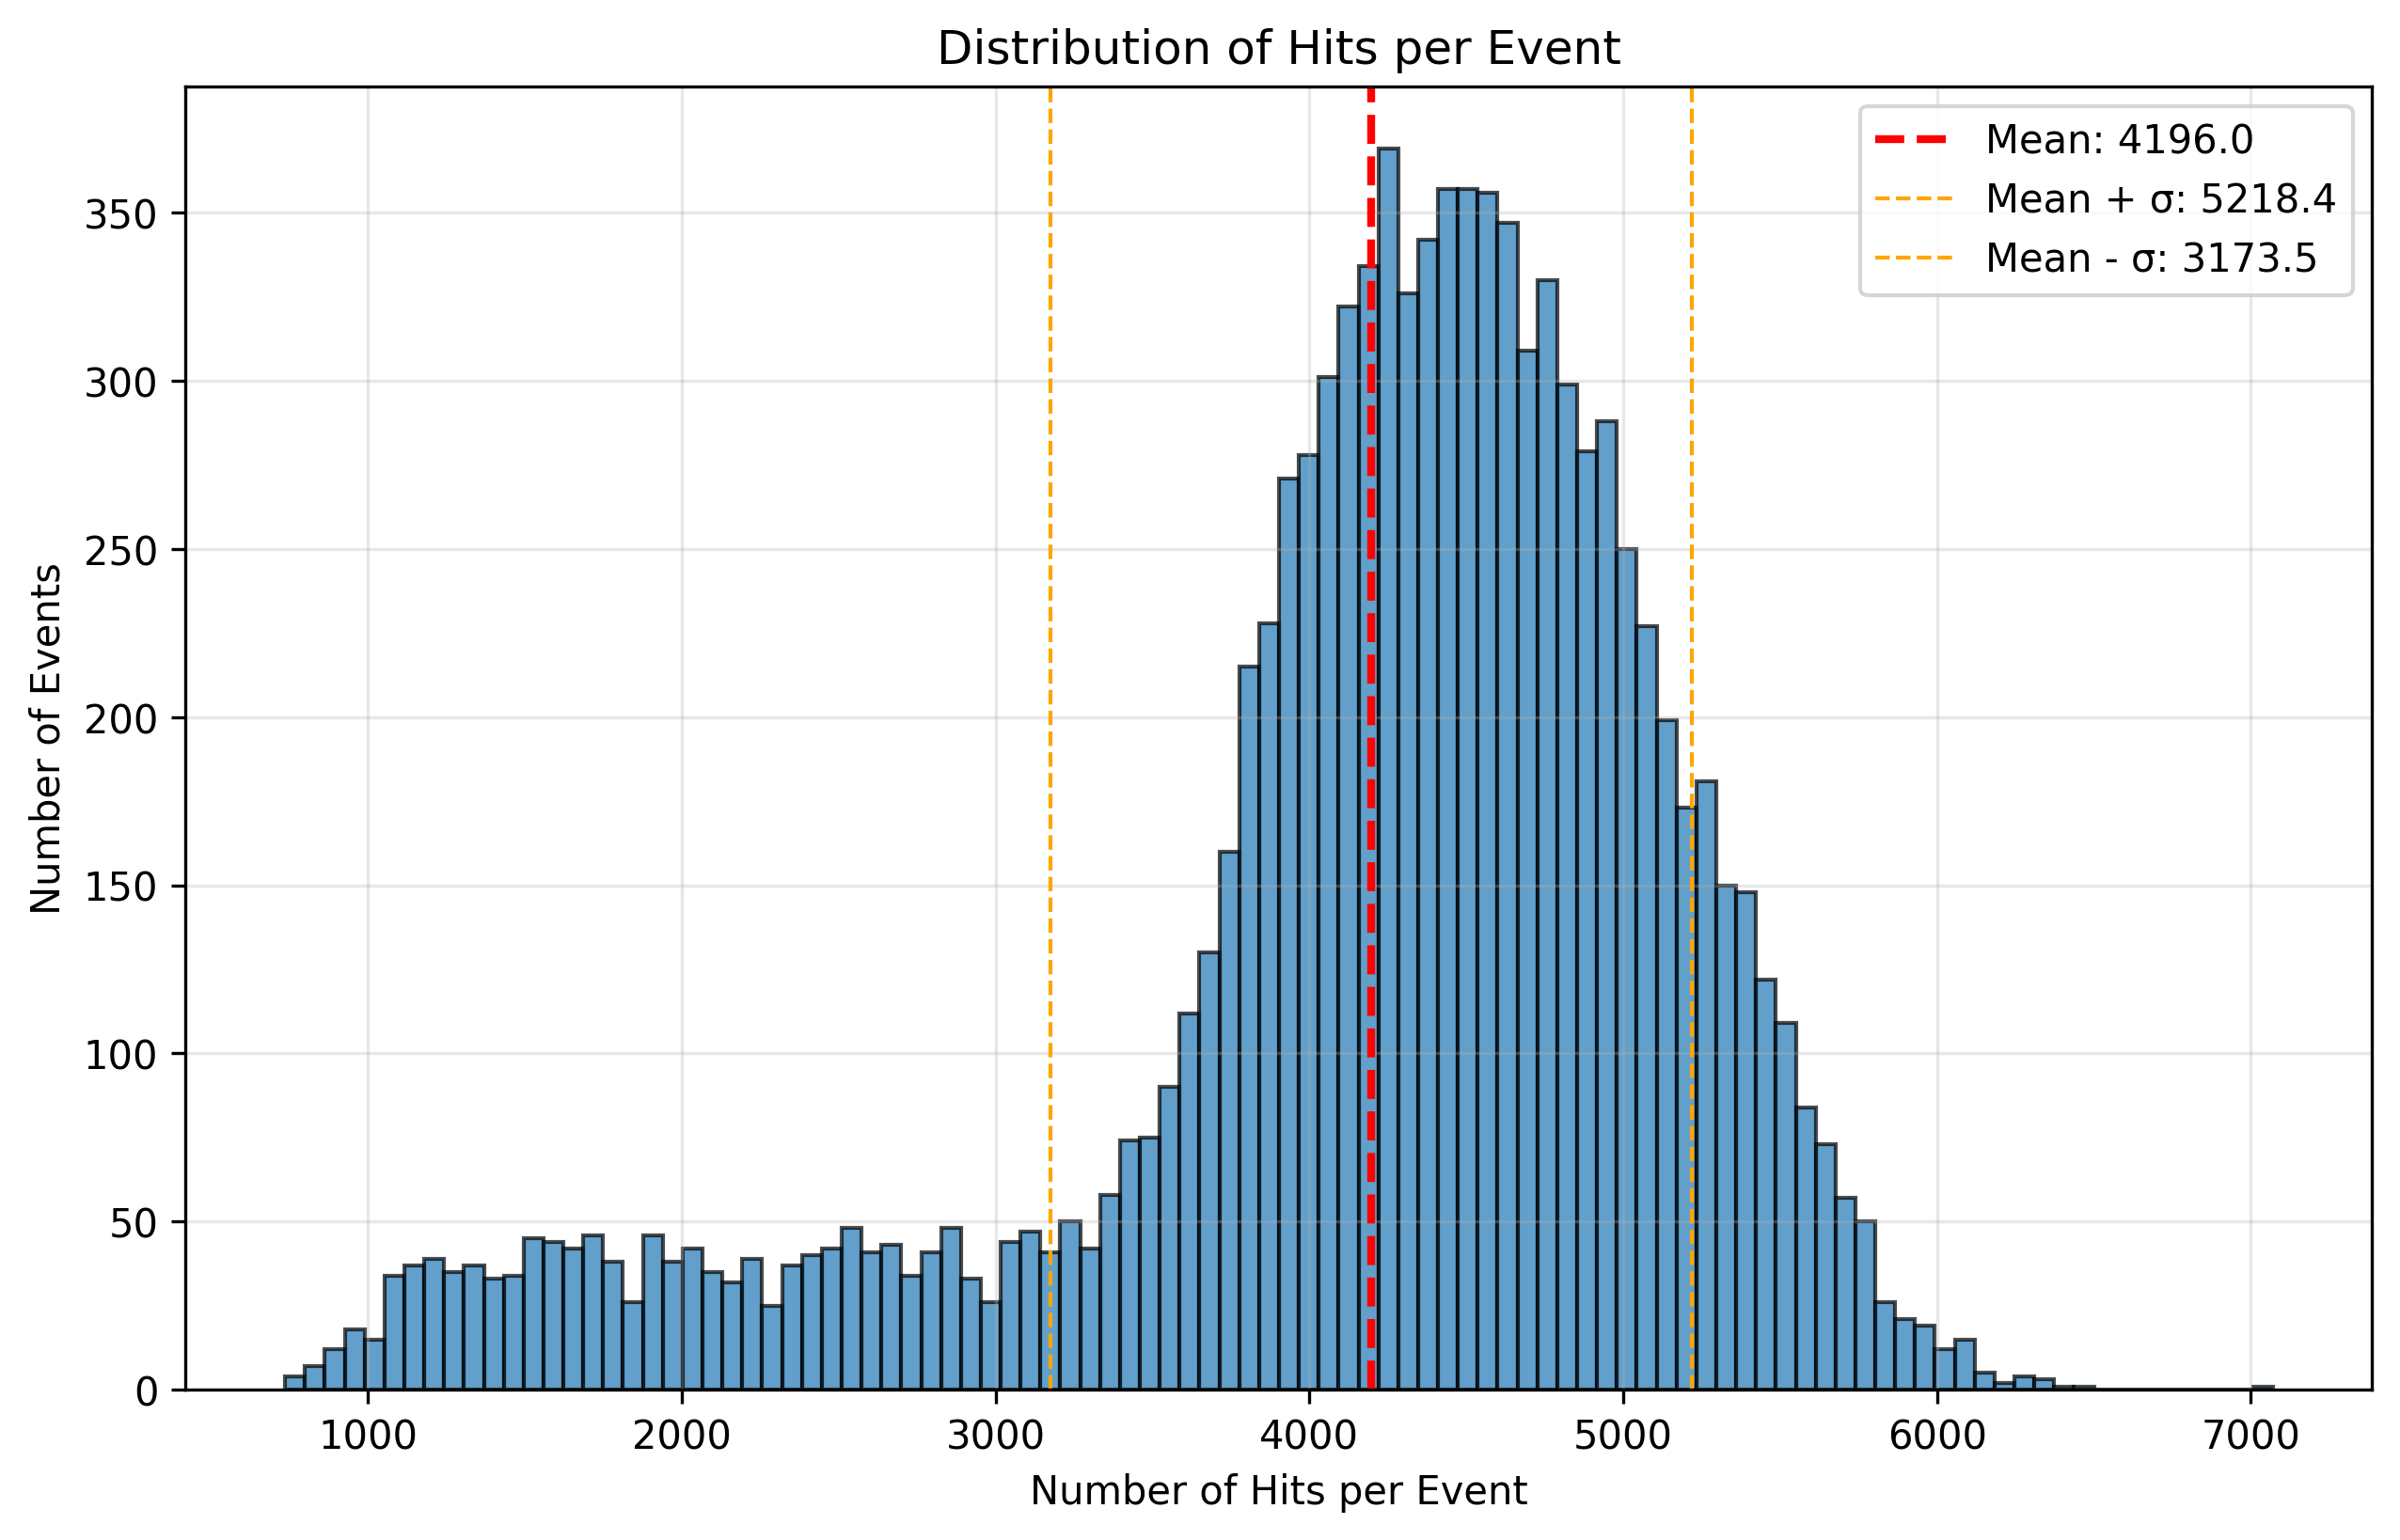 Distribution of Hits per Event
Mean: 4196.0
Mean + σ: 5218.4
Mean - σ: 3173.5
350
300
250
200
150
100
50
0
Number of Events
1000 2000 3000 4000 5000 6000 7000
Number of Hits per Event